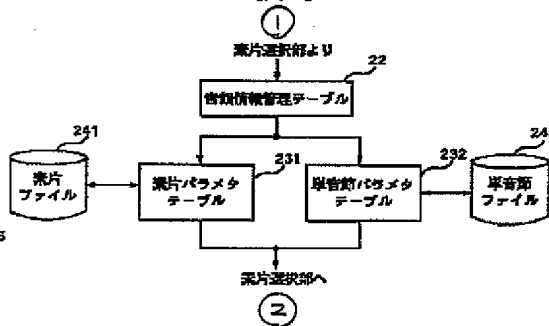 ①
素片選択部より
22
音韻情報管理テーブル
241
素片
ファイル
231
素片パラメタ
テーブル
232
単音節パラメタ
テーブル
24
単音節
ファイル
素片選択部へ
②